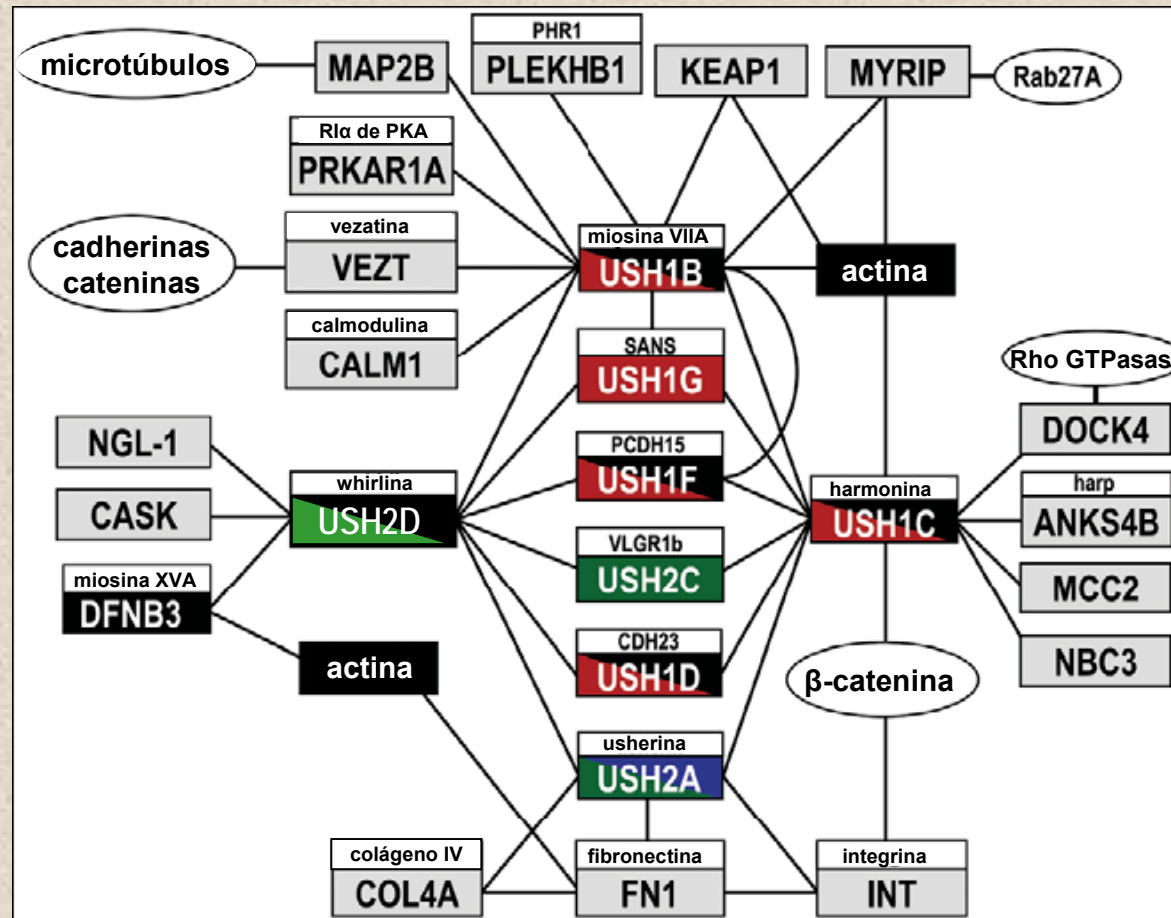 PHR1
microtúbulos
MAP2B
PLEKHB1
KEAP1
MYRIP
Rab27A
RIα de PKA
PRKAR1A
vezatina
miosina VIIA
cadherinas
cateninas
VEZT
USH1B
actina
calmodulina
CALM1
SANS
USH1G
Rho GTPasas
DOCK4
NGL-1
PCDH15
USH1F
whirlina
USH2D
harmonina
USH1C
harp
ANKS4B
CASK
VLGR1b
USH2C
MCC2
miosina XVA
DFNB3
CDH23
USH1D
NBC3
actina
β-catenina
usherina
USH2A
colágeno IV
COL4A
fibronectina
FN1
integrina
INT